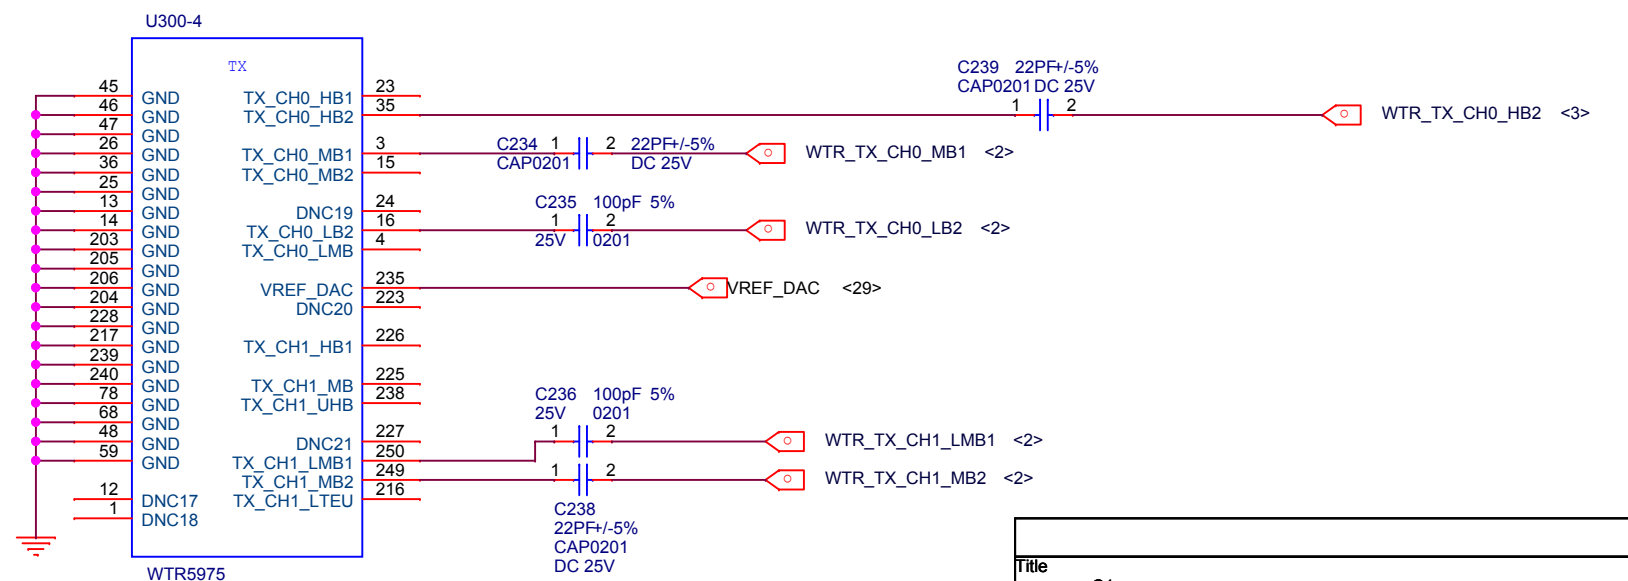 U300-4
TX
45 GND TX_CH0_HB1 23
46 GND TX_CH0_HB2 35
47 GND
26 GND TX_CH0_MB1 3
36 GND TX_CH0_MB2 15
25 GND
13 GND DNC19 24
14 GND TX_CH0_LB2 16
203 GND TX_CH0_LMB 4
205 GND
206 GND VREF_DAC 235
204 GND DNC20 223
228 GND
217 GND TX_CH1_HB1 226
239 GND
240 GND TX_CH1_MB 225
78 GND TX_CH1_UHB 238
68 GND
48 GND DNC21 227
59 GND TX_CH1_LMB1 250
TX_CH1_MB2 249
12 DNC17 TX_CH1_LTEU 216
1 DNC18
WTR5975
C239 22PF+/-5%
CAP0201 DC 25V
1 2
WTR_TX_CH0_HB2 <3>
C234 1 2 22PF+/-5%
CAP0201 DC 25V
WTR_TX_CH0_MB1 <2>
C235 100pF 5%
1 2
25V 0201
WTR_TX_CH0_LB2 <2>
VREF_DAC <29>
C236 100pF 5%
25V 0201
1 2
WTR_TX_CH1_LMB1 <2>
1 2
WTR_TX_CH1_MB2 <2>
C238
22PF+/-5%
CAP0201
DC 25V
Title